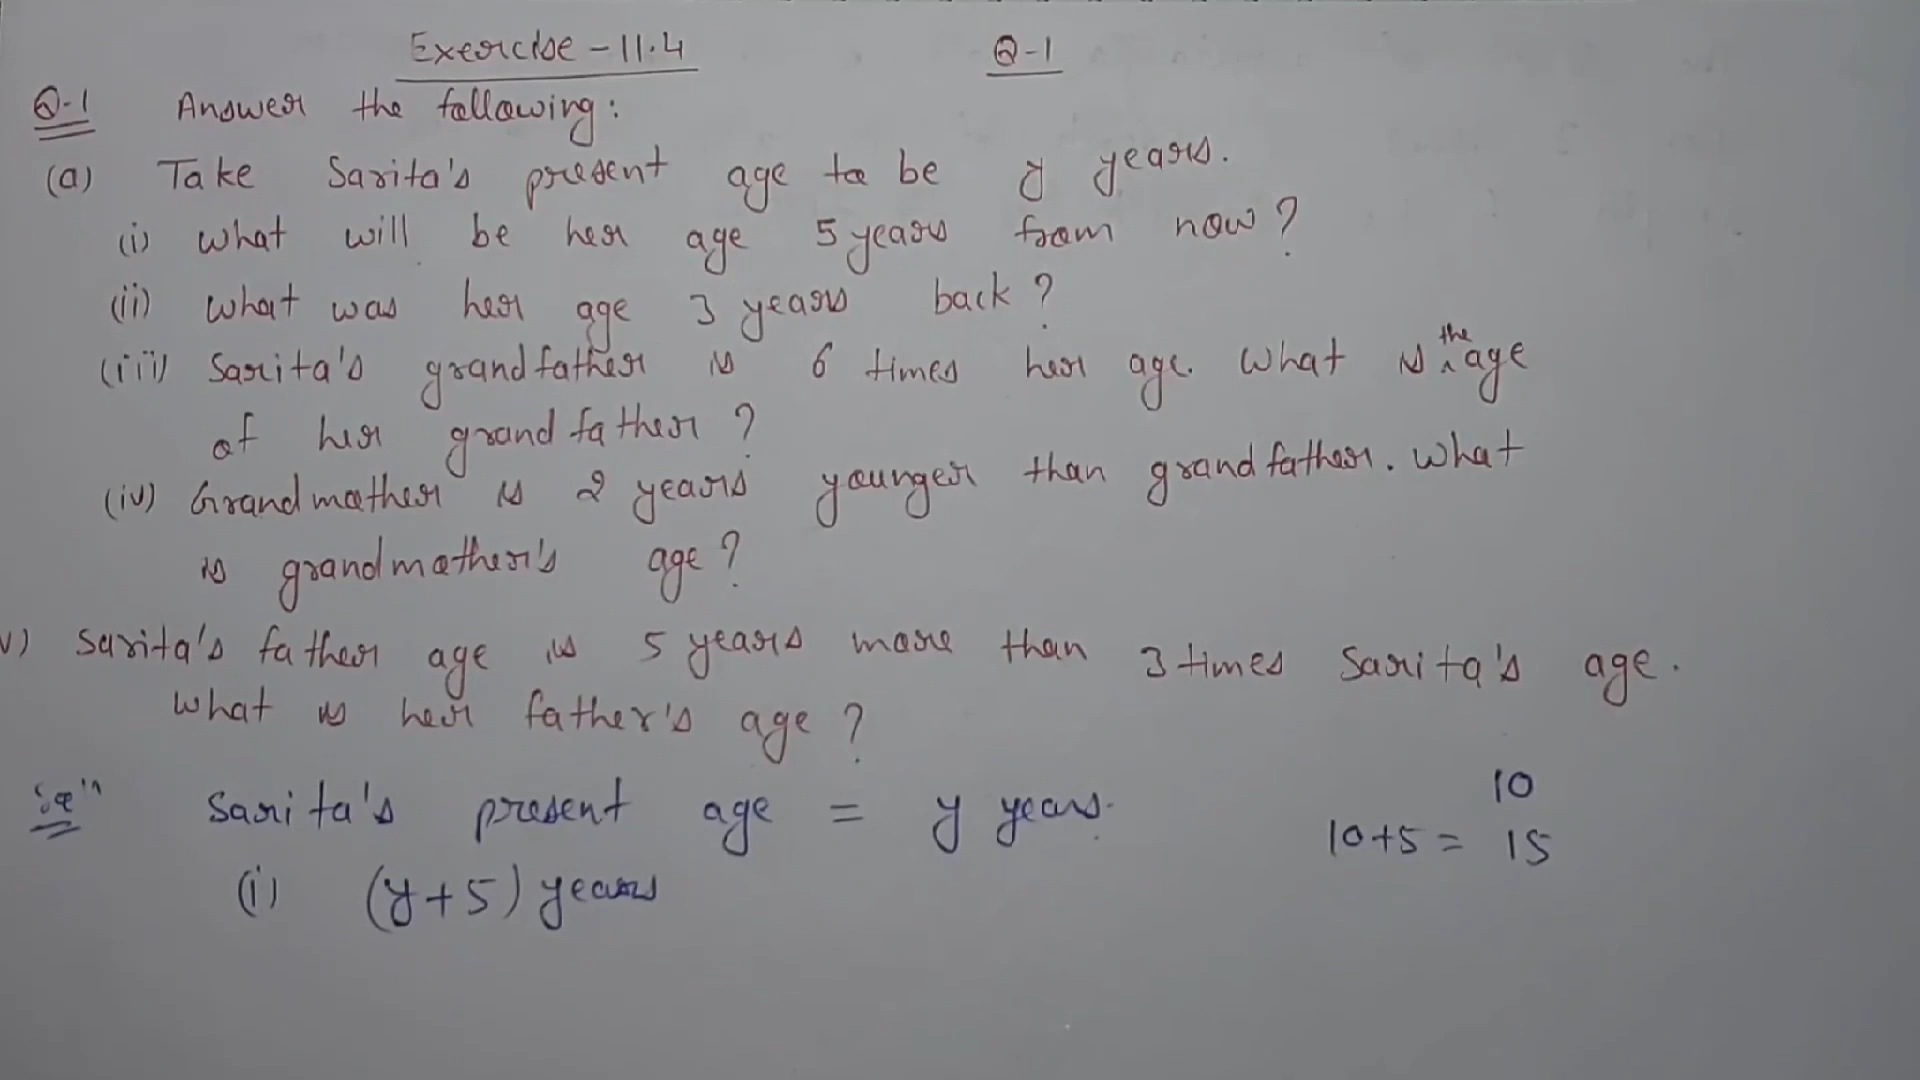 Exercise - 11.4 Q-1
Q-1 Answer the following:
(a) Take Sarita's present age to be y years.
(i) what will be her age 5 years from now?
(ii) what was her age 3 years back?
(iii) Sarita's grandfather is 6 times her age. What is the age
of her grandfather?
(iv) Grandmother is 2 years younger than grandfather. What
is grandmother's age?
v) Sarita's father age is 5 years more than 3 times Sarita's age.
What is her father's age?
Sol^n Sarita's present age = y years.
10
10+5 = 15
(i) (y+5) years